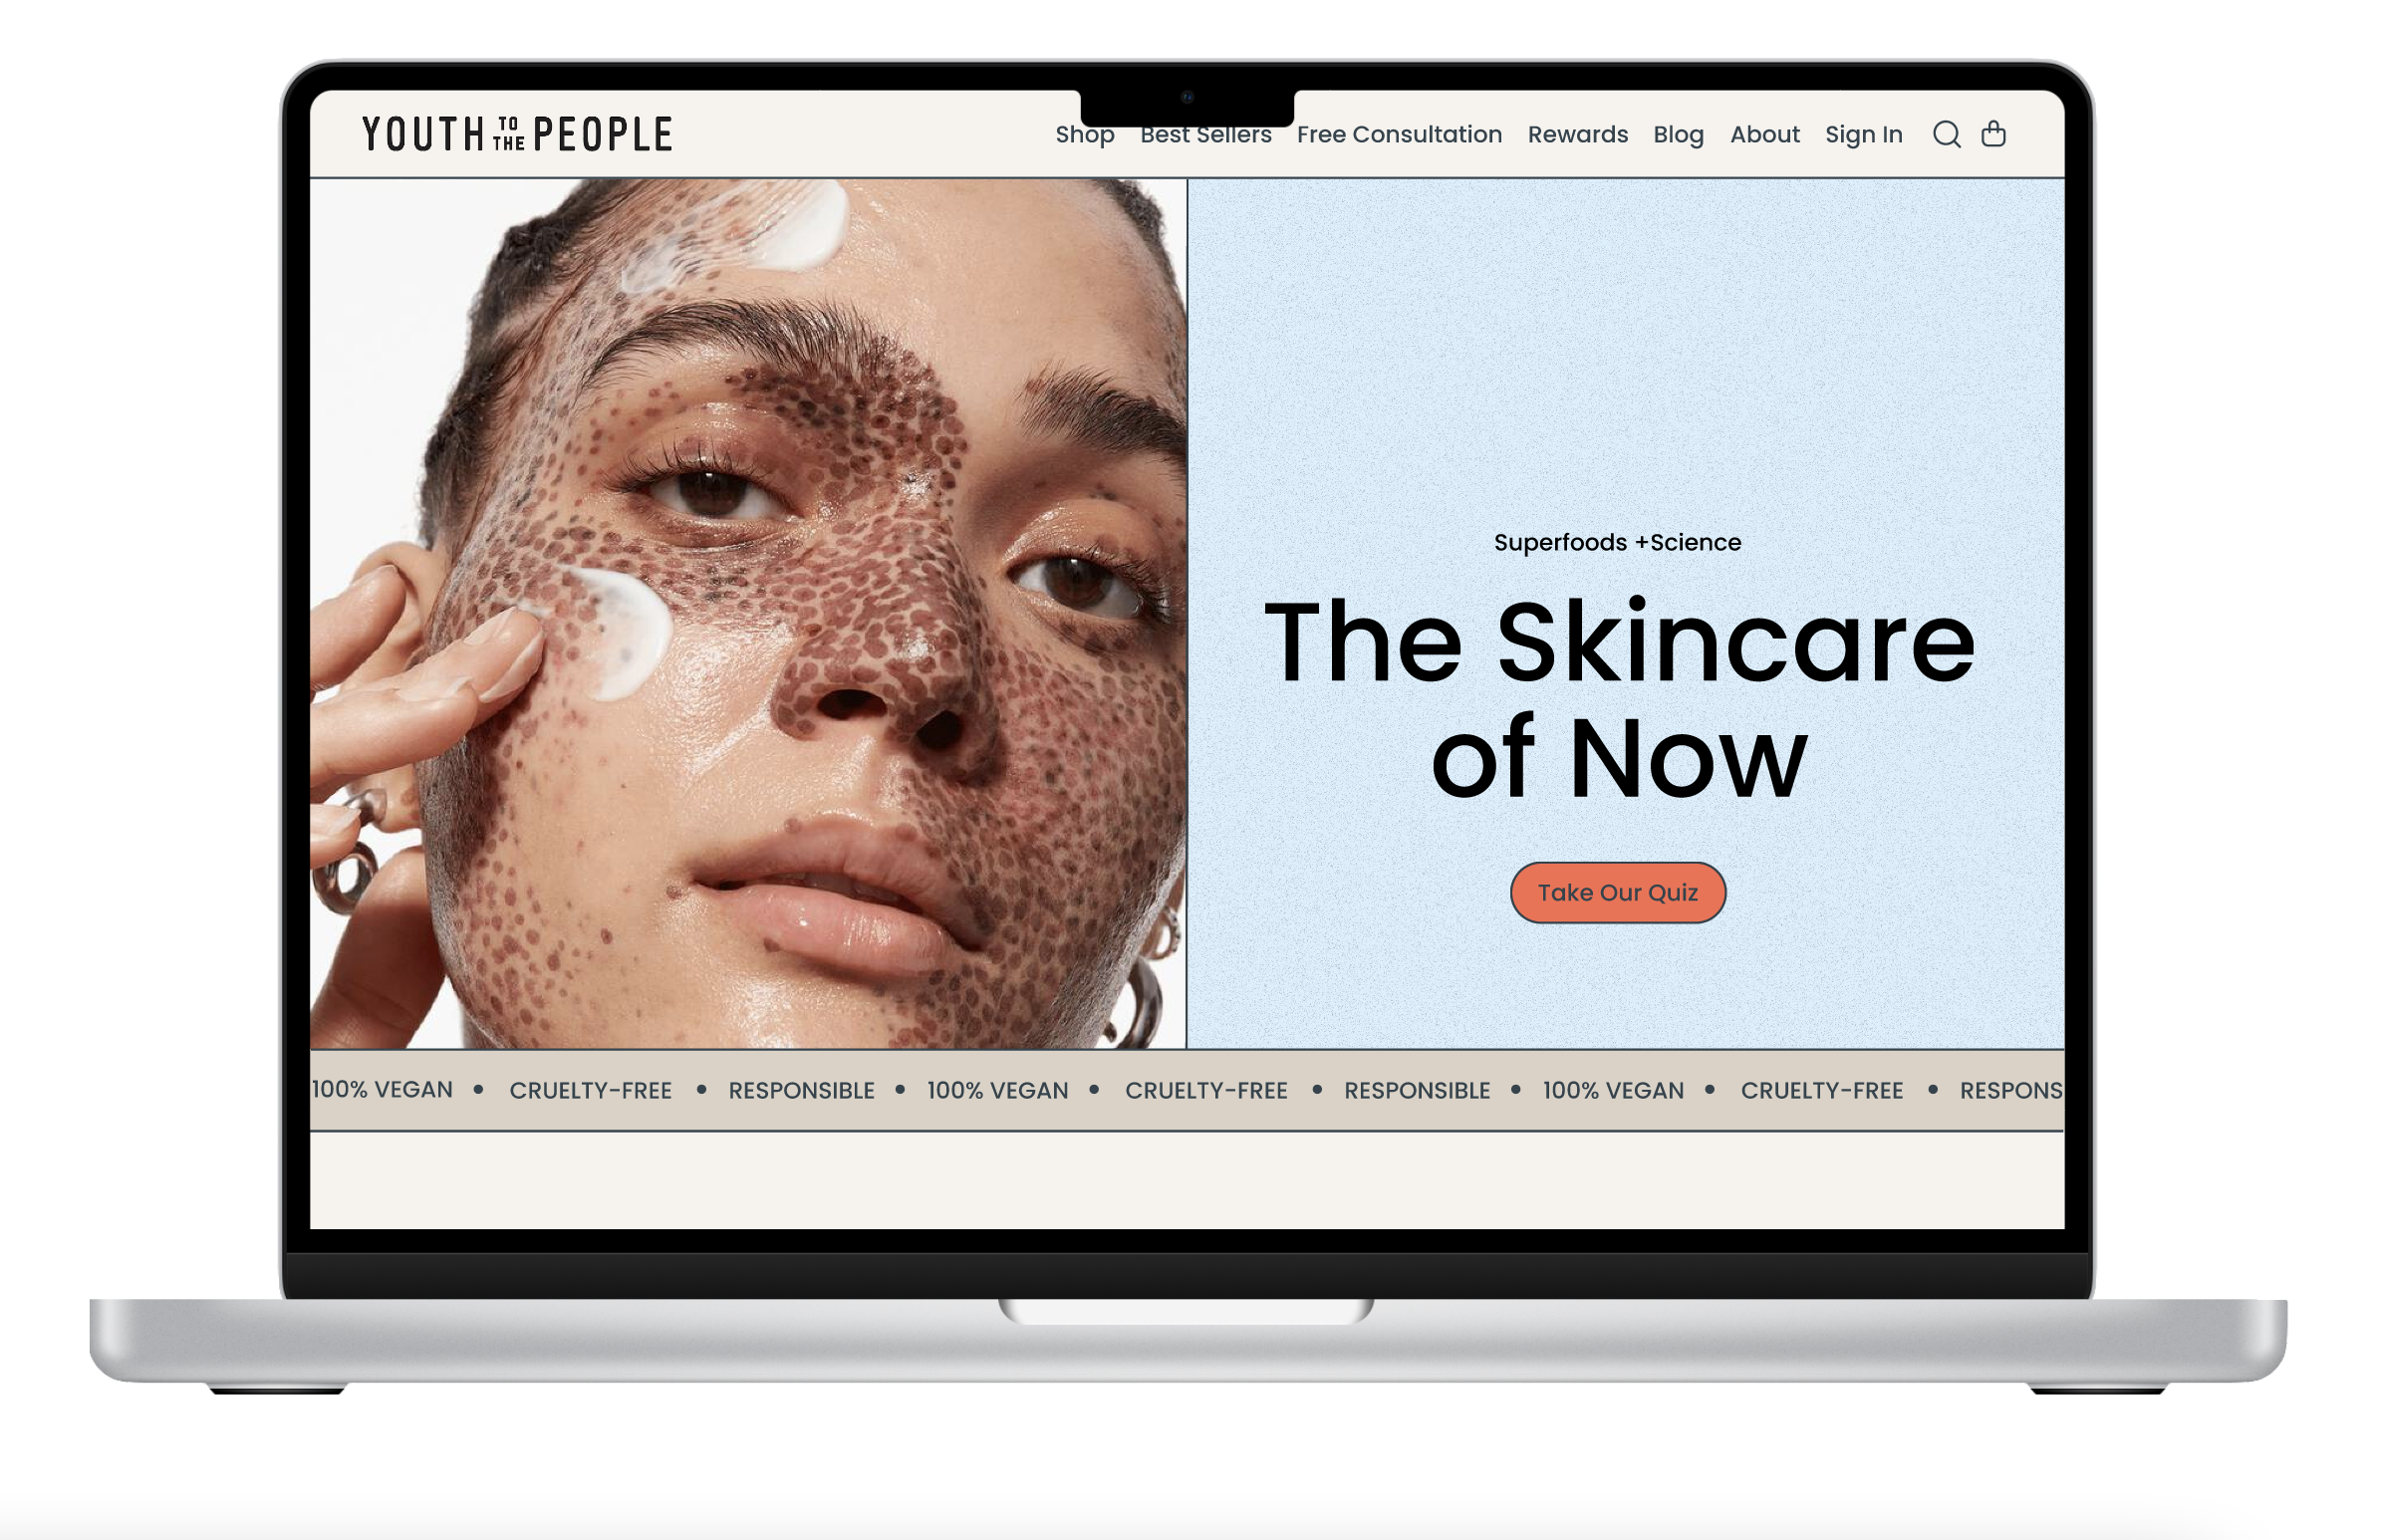 YOUTH TO THE PEOPLE
Shop Best Sellers Free Consultation Rewards Blog About Sign In
Superfoods +Science
The Skincare
of Now
Take Our Quiz
100% VEGAN • CRUELTY-FREE • RESPONSIBLE • 100% VEGAN • CRUELTY-FREE • RESPONSIBLE • 100% VEGAN • CRUELTY-FREE • RESPONS